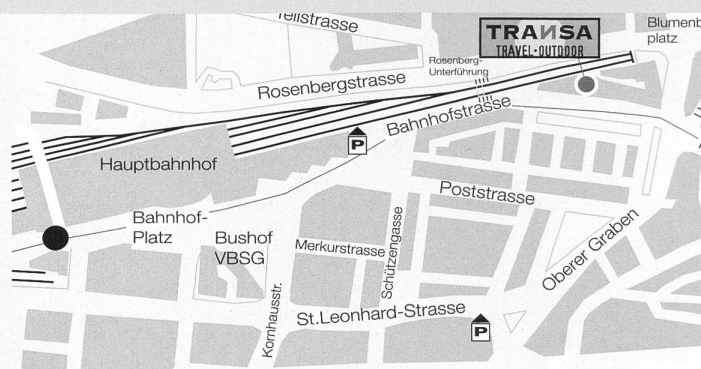 Tellstrasse
TRANSA
TRAVEL·OUTDOOR
Blumenb
platz
Rosenberg-
Unterführung
Rosenbergstrasse
Bahnhofstrasse
P
Hauptbahnhof
Poststrasse
Bahnhof-
Platz
Bushof
VBSG
Merkurstrasse
Schützengasse
Oberer Graben
Kornhausstr.
St.Leonhard-Strasse
P